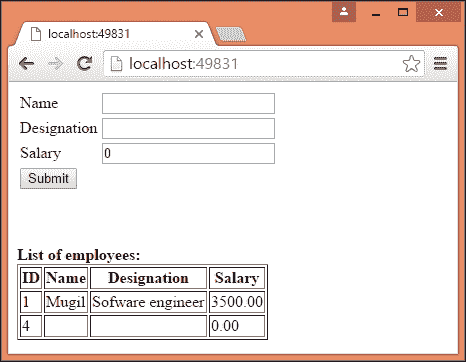 localhost:49831
localhost:49831
Name
Designation
Salary 0
Submit
List of employees:
ID Name Designation Salary
1 Mugil Sofware engineer 3500.00
4 0.00